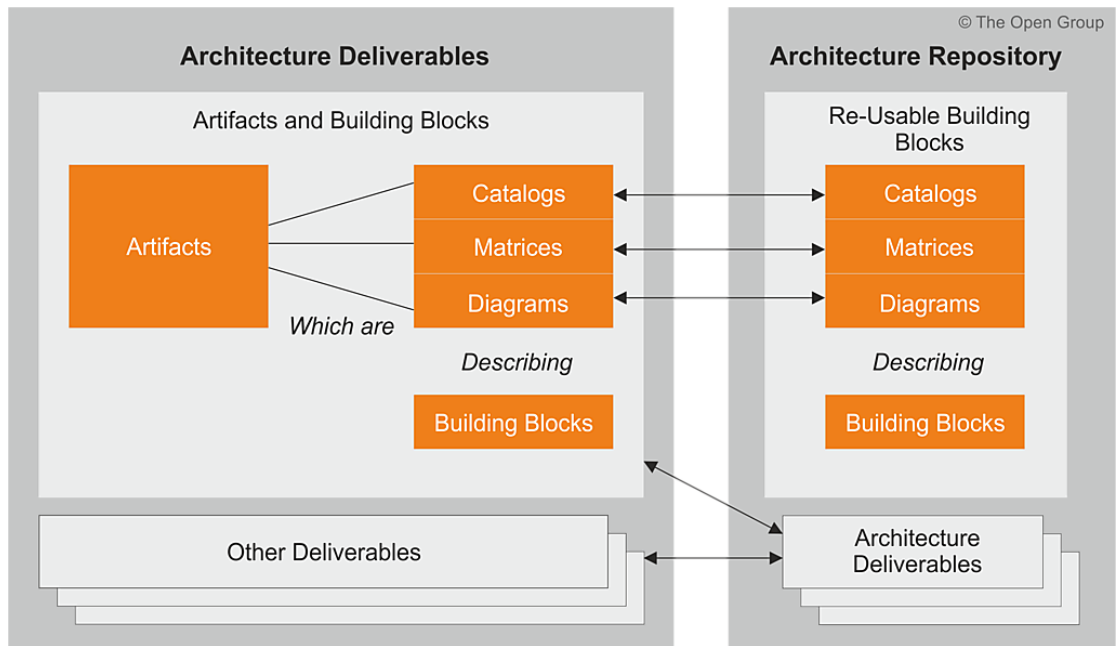 © The Open Group
Architecture Deliverables
Artifacts and Building Blocks
Artifacts
Which are
Catalogs
Matrices
Diagrams
Describing
Building Blocks
Other Deliverables
Architecture Repository
Re-Usable Building
Blocks
Catalogs
Matrices
Diagrams
Describing
Building Blocks
Architecture
Deliverables